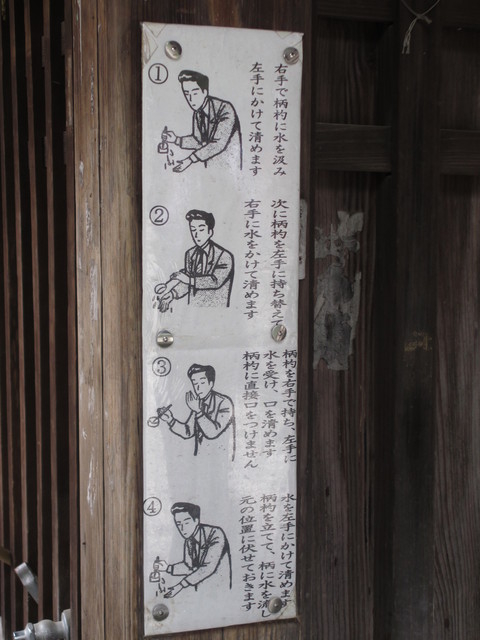 ①
右手で柄杓に水を汲み
左手にかけて清めます
②
次に柄杓を左手に持ち替えて
右手に水をかけて清めます
③
柄杓を右手で持ち、左手に
水を受け、口を清めます
柄杓に直接口をつけません
④
水を左手にかけて清めます
柄杓を立てて、柄に水を流し
元の位置に伏せておきます